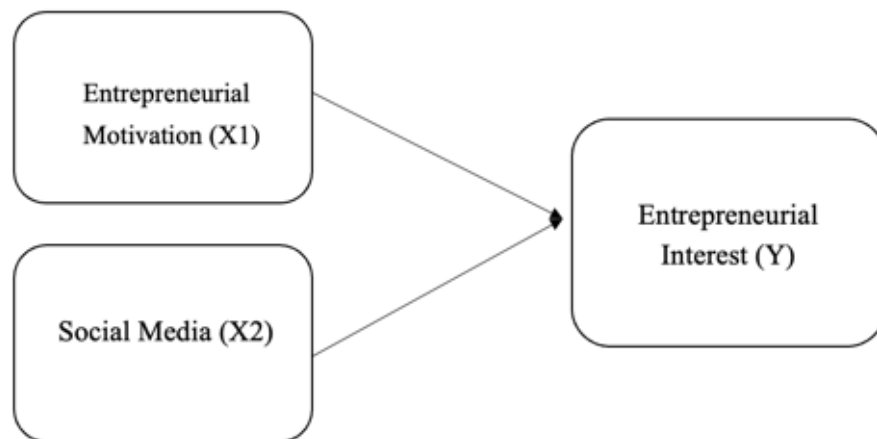 Entrepreneurial
Motivation (X1)
Social Media (X2)
Entrepreneurial
Interest (Y)